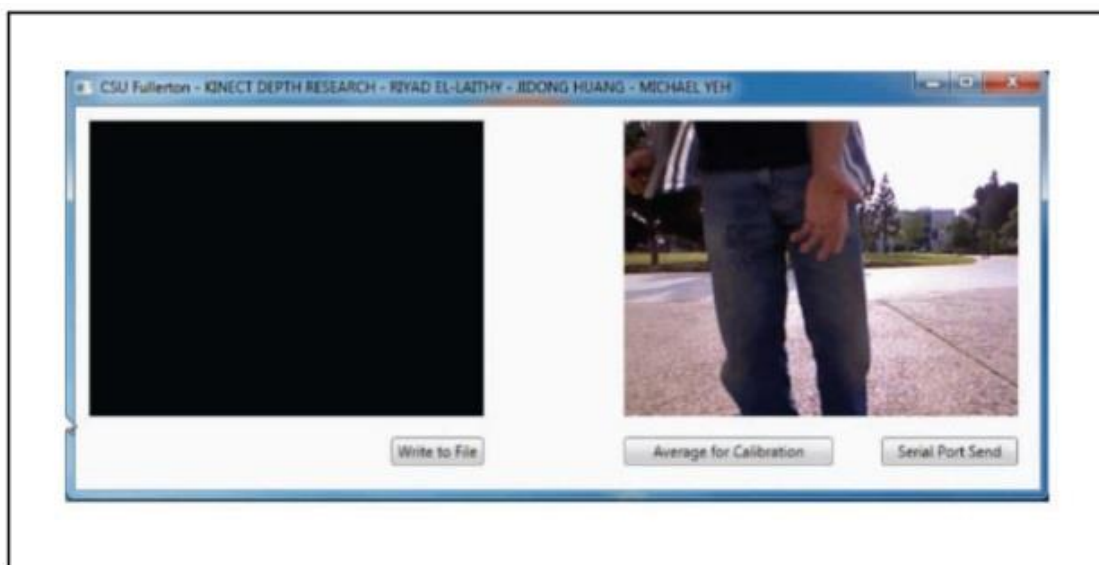 CSU Fullerton - KINECT DEPTH RESEARCH - RIYAD EL-LAITHY - JIDONG HUANG - MICHAEL YEH
Write to File
Average for Calibration
Serial Port Send